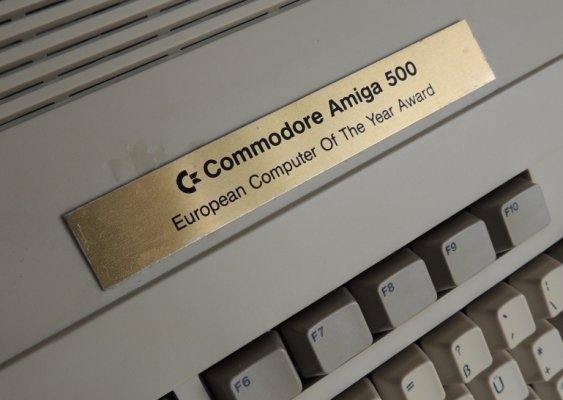 Commodore Amiga 500
European Computer Of The Year Award
F6
F7
F8
F9
F10
=
?
ß
`
´
Ü
*
+